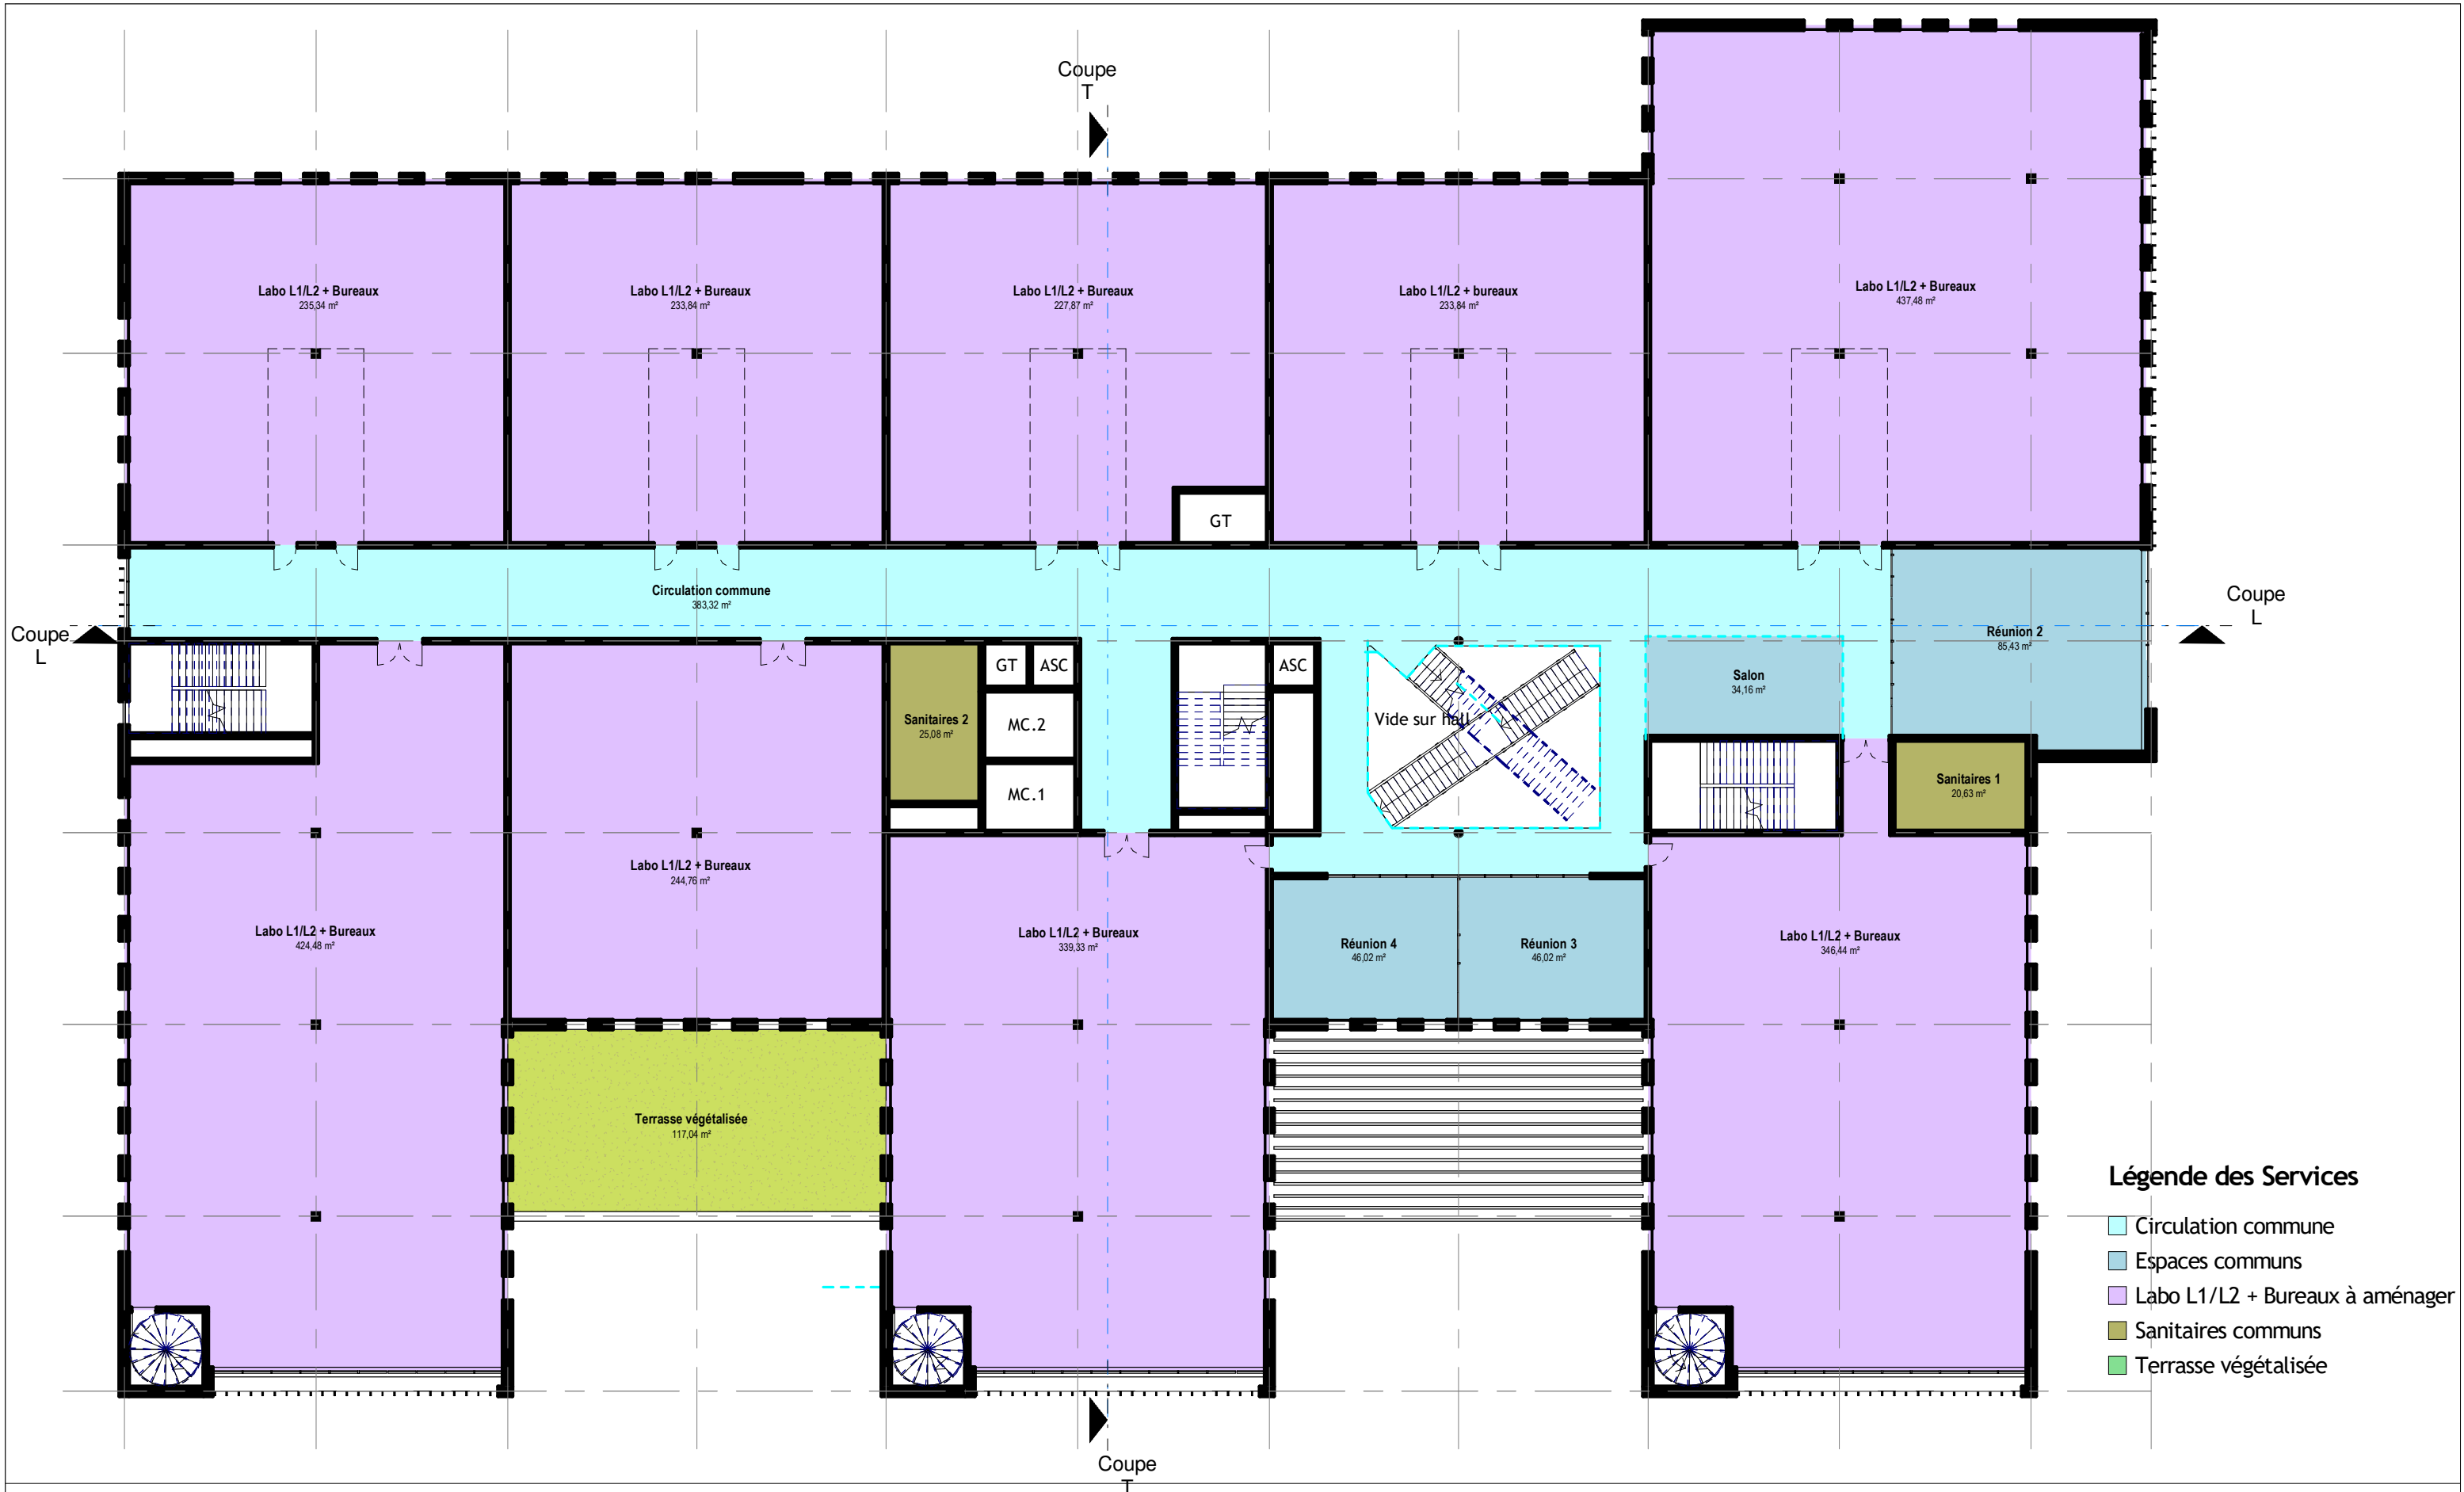 Coupe
T
Labo L1/L2 + Bureaux
235,34 m²
Labo L1/L2 + Bureaux
233,84 m²
Labo L1/L2 + Bureaux
227,87 m²
Labo L1/L2 + bureaux
233,84 m²
Labo L1/L2 + Bureaux
437,48 m²
GT
Circulation commune
383,32 m²
Coupe
L
Coupe
L
Réunion 2
85,43 m²
GT
ASC
ASC
Salon
34,16 m²
Sanitaires 2
25,08 m²
MC.2
Vide sur hall
MC.1
Sanitaires 1
20,63 m²
Labo L1/L2 + Bureaux
244,76 m²
Labo L1/L2 + Bureaux
424,48 m²
Labo L1/L2 + Bureaux
339,33 m²
Réunion 4
46,02 m²
Réunion 3
46,02 m²
Labo L1/L2 + Bureaux
346,44 m²
Terrasse végétalisée
117,04 m²
Légende des Services
Circulation commune
Espaces communs
Labo L1/L2 + Bureaux à aménager
Sanitaires communs
Terrasse végétalisée
Coupe
T